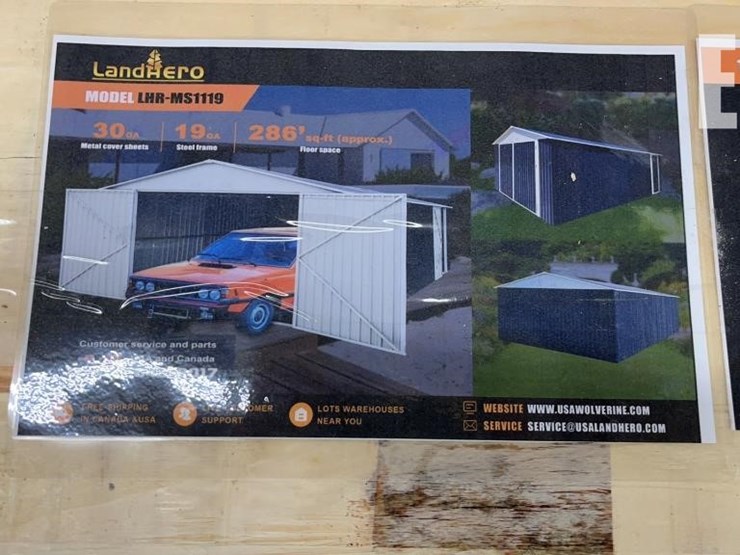 LANDHERO
MODEL LHR-MS1119
30GA. 19GA. 286' sq-ft (approx.)
Metal cover sheets Steel frame Floor space
Customer service and parts
and Canada
017
FREE SHIPPING
IN CANADA &USA
OMER
SUPPORT
LOTS WAREHOUSES
NEAR YOU
WEBSITE WWW.USAWOLVERINE.COM
SERVICE SERVICE@USALANDHERO.COM